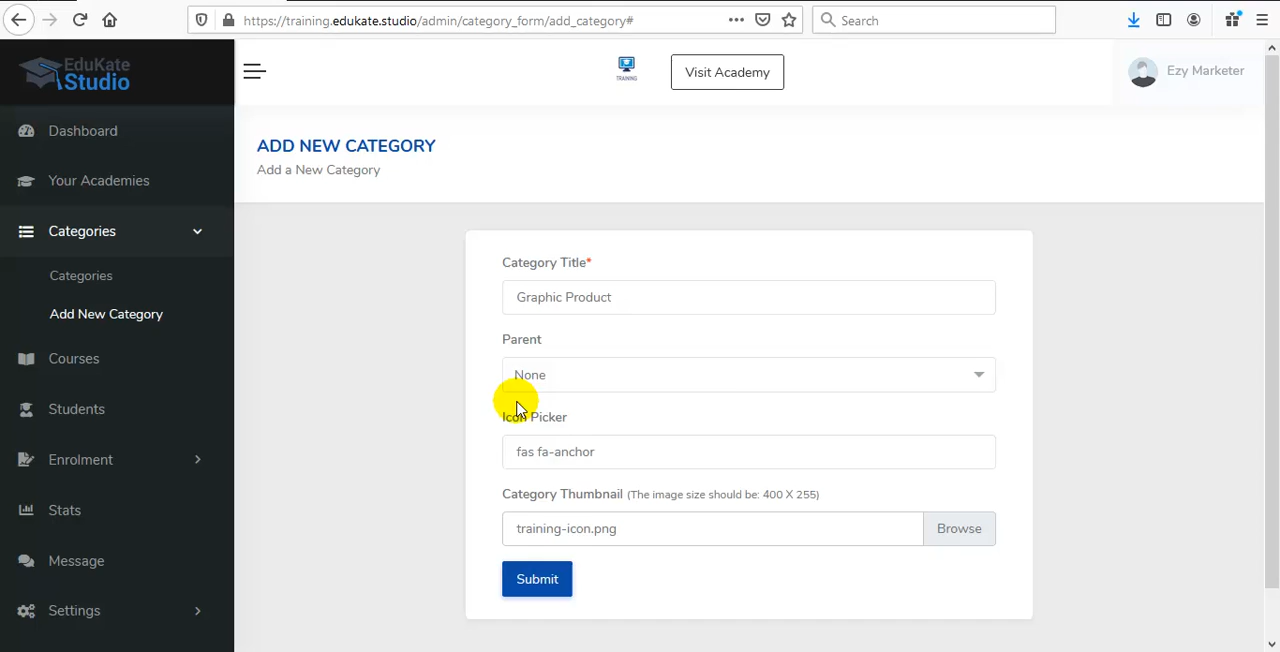 https://training.edukate.studio/admin/category_form/add_category#
Search
EduKate
Studio
TRAINING
Visit Academy
Ezy Marketer
Dashboard
Your Academies
Categories
Categories
Add New Category
Courses
Students
Enrolment
Stats
Message
Settings
ADD NEW CATEGORY
Add a New Category
Category Title*
Graphic Product
Parent
None
Icon Picker
fas fa-anchor
Category Thumbnail (The image size should be: 400 X 255)
training-icon.png
Browse
Submit